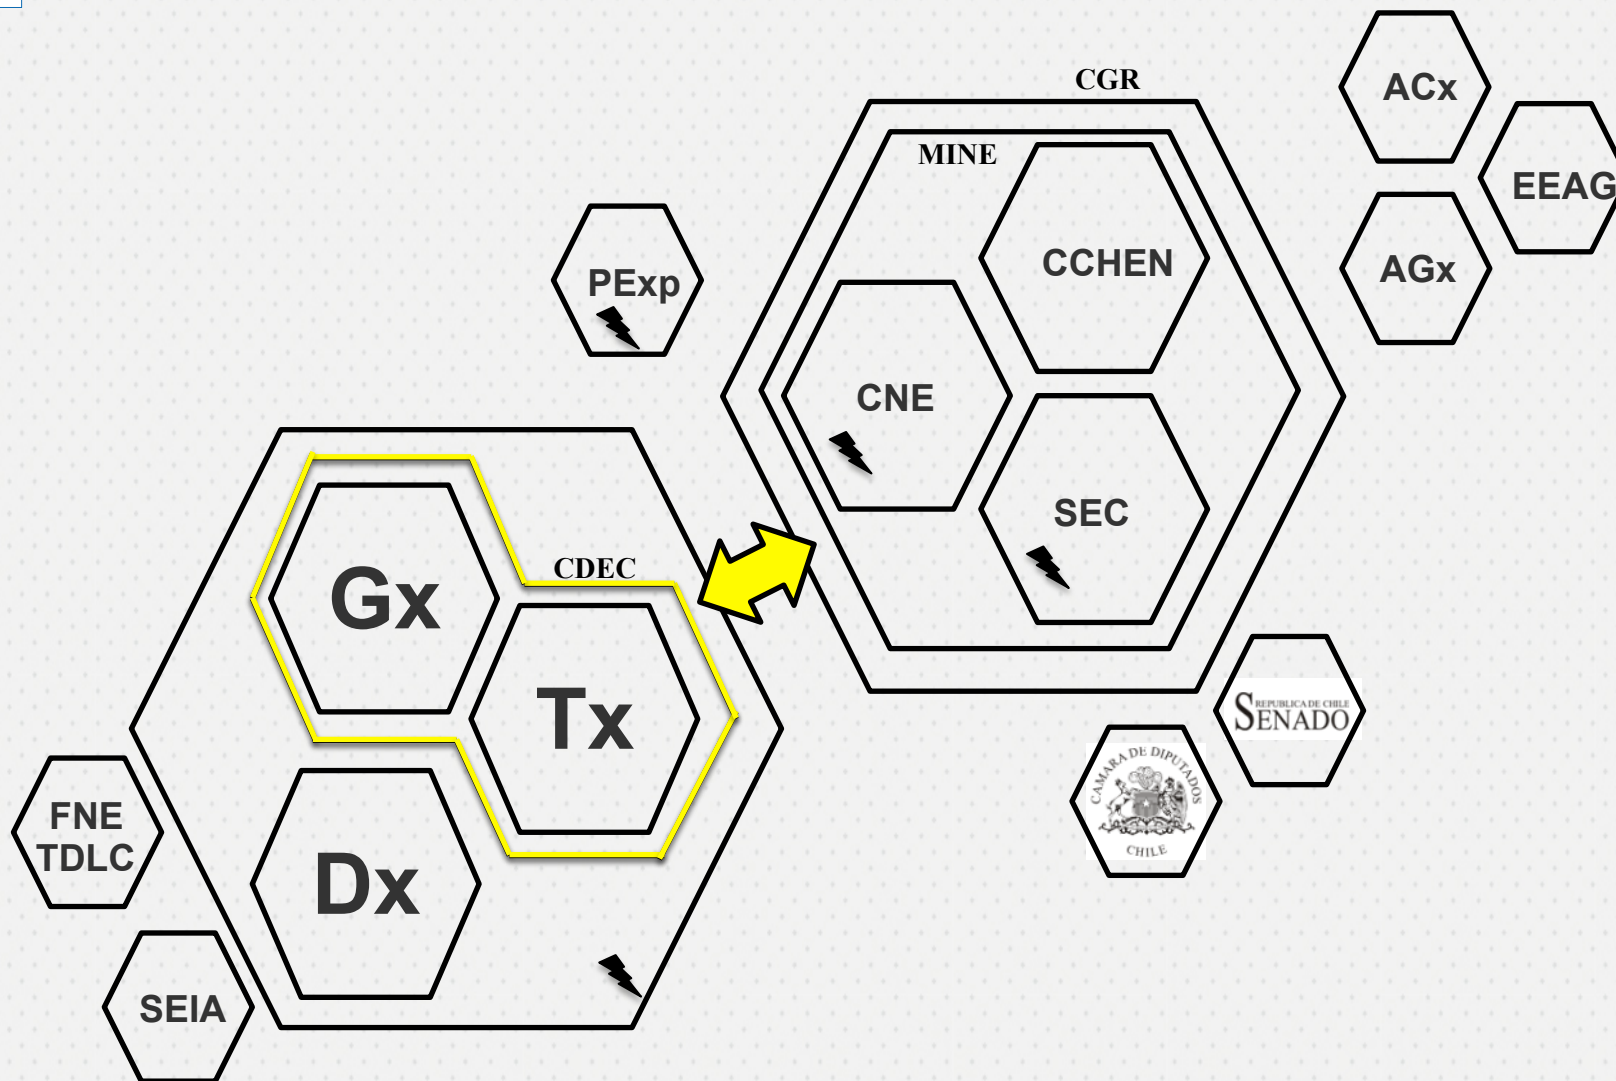 CGR
ACx
MINE
EEAG
CCHEN
AGx
PExp
CNE
SEC
CDEC
Gx
Tx
REPUBLICA DE CHILE
SENADO
CAMARA DE DIPUTADOS
CHILE
FNE
TDLC
Dx
SEIA